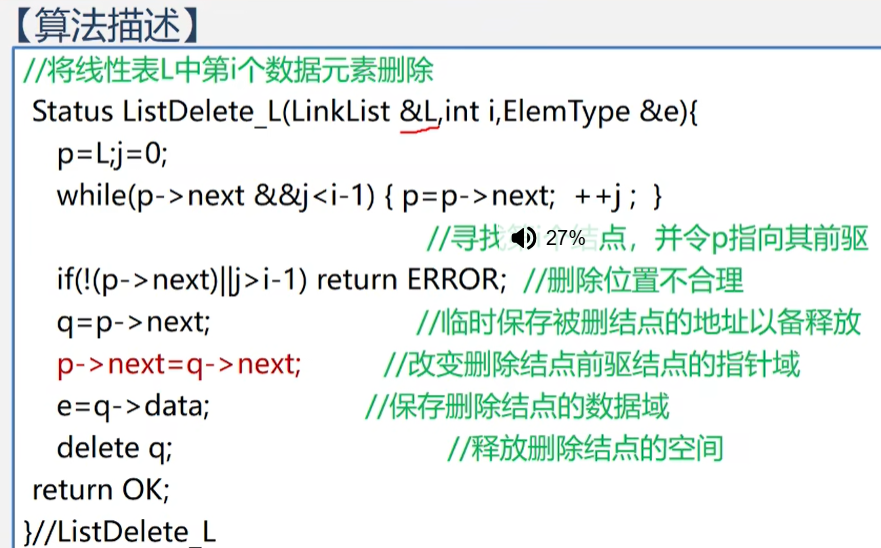 【算法描述】
//将线性表L中第i个数据元素删除
Status ListDelete_L(LinkList &L,int i,ElemType &e){
p=L;j=0;
while(p->next &&j<i-1) { p=p->next; ++j ; }
//寻找 27% 点，并令p指向其前驱
if(!(p->next)||j>i-1) return ERROR; //删除位置不合理
q=p->next; //临时保存被删结点的地址以备释放
p->next=q->next; //改变删除结点前驱结点的指针域
e=q->data; //保存删除结点的数据域
delete q; //释放删除结点的空间
return OK;
}//ListDelete_L